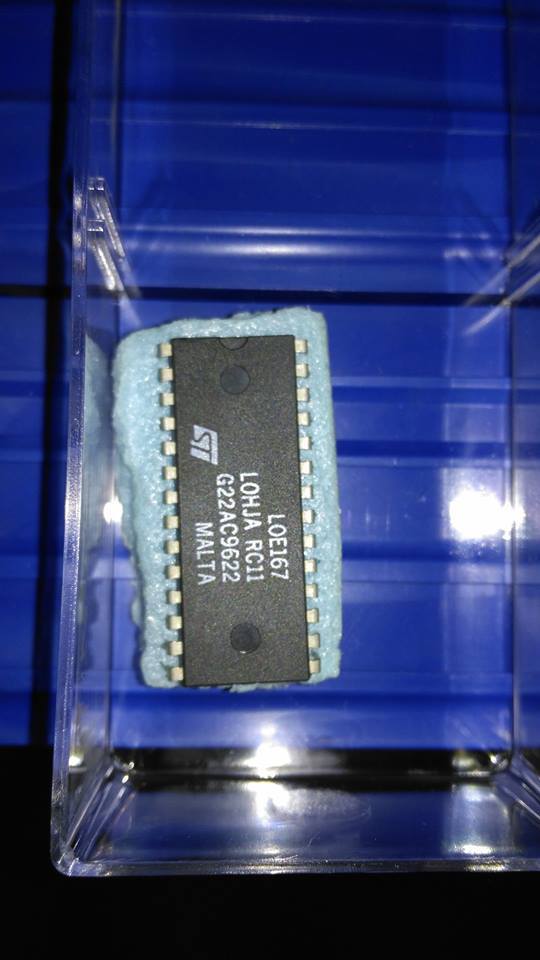 ST
LOE167
LOHJA RC11
G22AC9622
MALTA